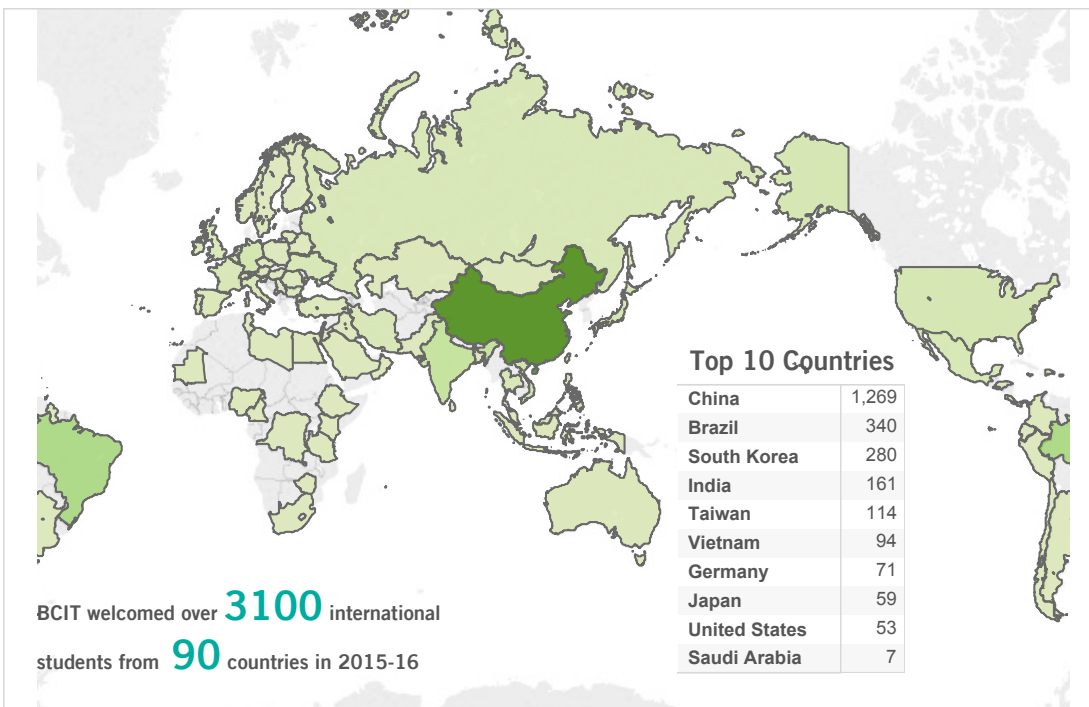 Top 10 Countries
China 1,269
Brazil 340
South Korea 280
India 161
Taiwan 114
Vietnam 94
Germany 71
Japan 59
United States 53
Saudi Arabia 7
BCIT welcomed over 3100 international
students from 90 countries in 2015-16